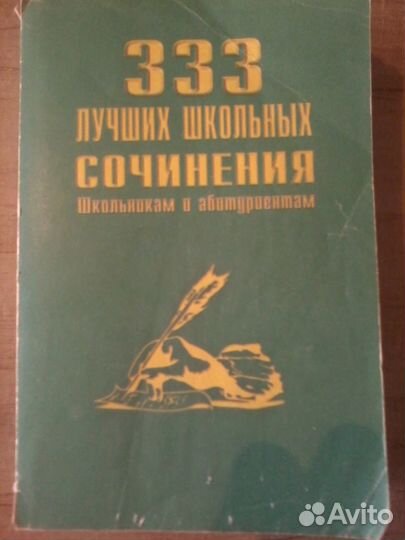 333
ЛУЧШИХ ШКОЛЬНЫХ
СОЧИНЕНИЯ
Школьникам и абитуриентам
Avito